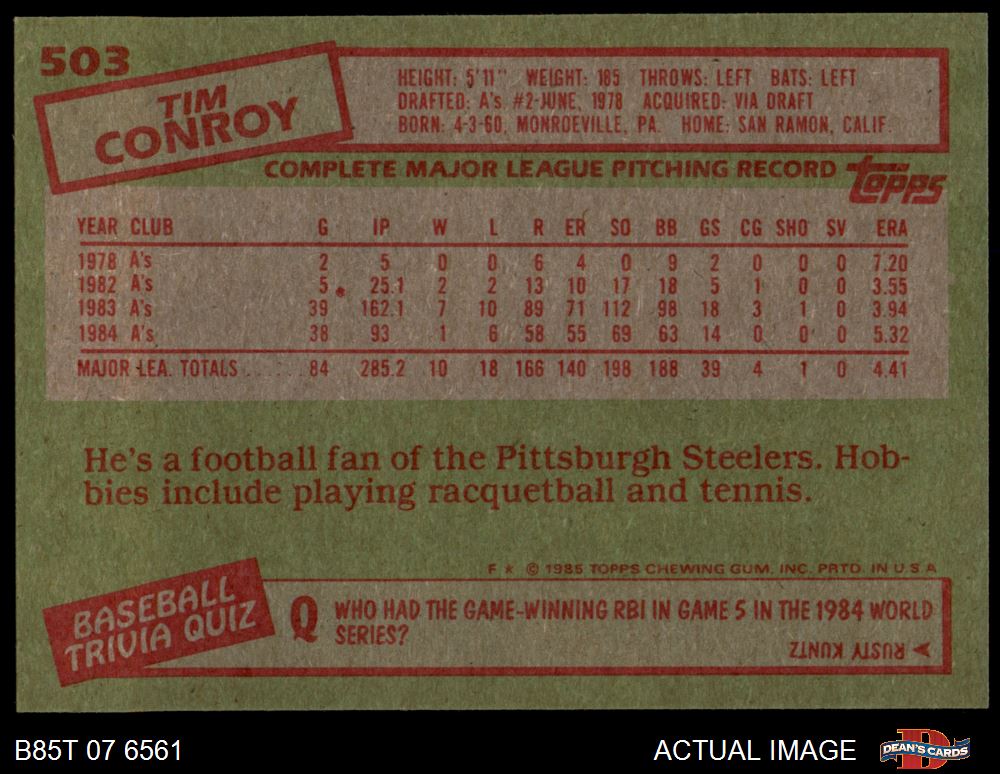 503
TIM
CONROY
HEIGHT: 5'11" WEIGHT: 185 THROWS: LEFT BATS: LEFT
DRAFTED: A's #2-JUNE, 1978 ACQUIRED: VIA DRAFT
BORN: 4-3-60, MONROEVILLE, PA. HOME: SAN RAMON, CALIF.
COMPLETE MAJOR LEAGUE PITCHING RECORD
topps
YEAR CLUB G IP W L R ER SO BB GS CG SHO SV ERA
1978 A's 2 5 0 0 6 4 0 9 2 0 0 0 7.20
1982 A's 5 25.1 2 2 13 10 17 18 5 1 0 0 3.55
1983 A's 39 162.1 7 10 89 71 112 98 18 3 1 0 3.94
1984 A's 38 93 1 6 58 55 69 63 14 0 0 0 5.32
MAJOR LEA. TOTALS ...... 84 285.2 10 18 166 140 198 188 39 4 1 0 4.41
He's a football fan of the Pittsburgh Steelers. Hob-
bies include playing racquetball and tennis.
F * © 1985 TOPPS CHEWING GUM, INC. PRTD. IN U.S.A.
BASEBALL
TRIVIA QUIZ
Q WHO HAD THE GAME-WINNING RBI IN GAME 5 IN THE 1984 WORLD
SERIES?
RUSTY KUNTZ
B85T 07 6561
ACTUAL IMAGE
DEAN'S CARDS